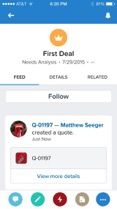 AT&T
6:35 PM
81%
First Deal
Needs Analysis • 7/29/2015 • --
FEED
DETAILS
RELATED
Follow
Q-01197 — Matthew Seeger
created a quote.
Just Now
Q-01197
View more details